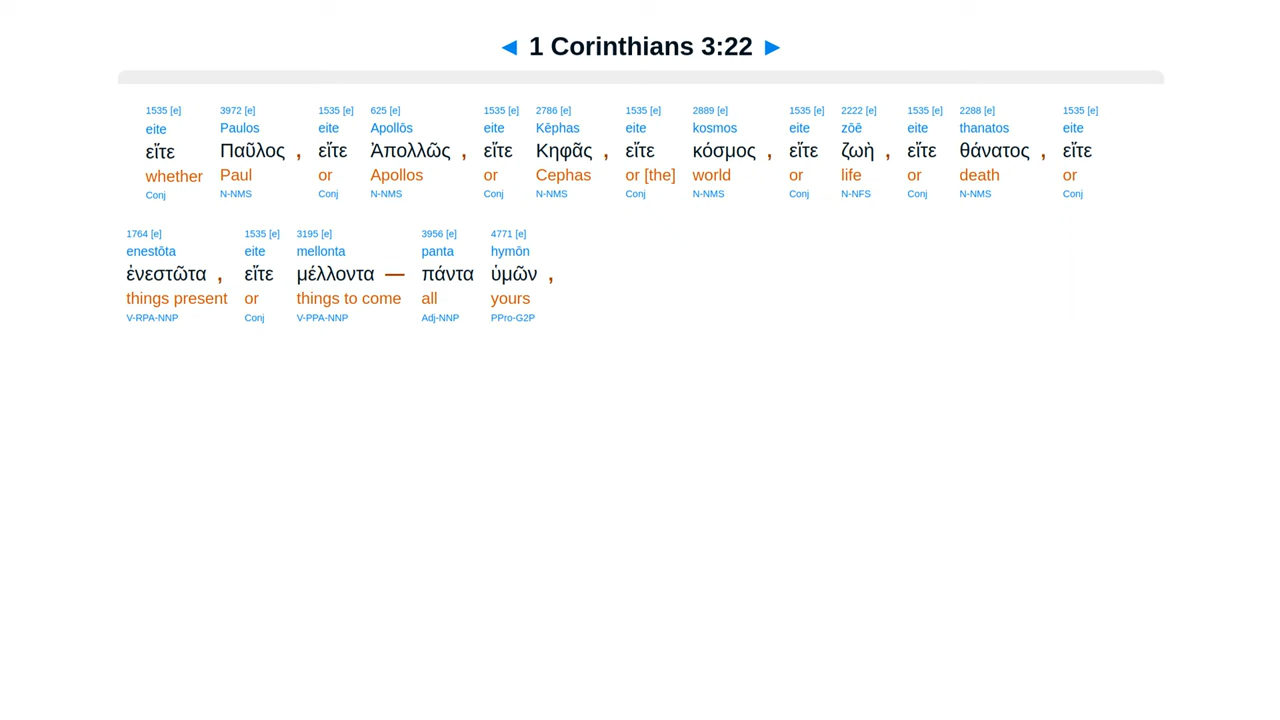 ◄ 1 Corinthians 3:22 ►
1535 [e] 3972 [e] 1535 [e] 625 [e] 1535 [e] 2786 [e] 1535 [e] 2889 [e] 1535 [e] 2222 [e] 1535 [e] 2288 [e] 1535 [e]
eite Paulos eite Apollōs eite Kēphas eite kosmos eite zōē eite thanatos eite
εἴτε Παῦλος , εἴτε Ἀπολλῶς , εἴτε Κηφᾶς , εἴτε κόσμος , εἴτε ζωὴ , εἴτε θάνατος , εἴτε
whether Paul or Apollos or Cephas or [the] world or life or death or
Conj N-NMS Conj N-NMS Conj N-NMS Conj N-NMS Conj N-NFS Conj N-NMS Conj
1764 [e] 1535 [e] 3195 [e] 3956 [e] 4771 [e]
enestōta eite mellonta panta hymōn
ἐνεστῶτα , εἴτε μέλλοντα — πάντα ὑμῶν ,
things present or things to come all yours
V-RPA-NNP Conj V-PPA-NNP Adj-NNP PPro-G2P